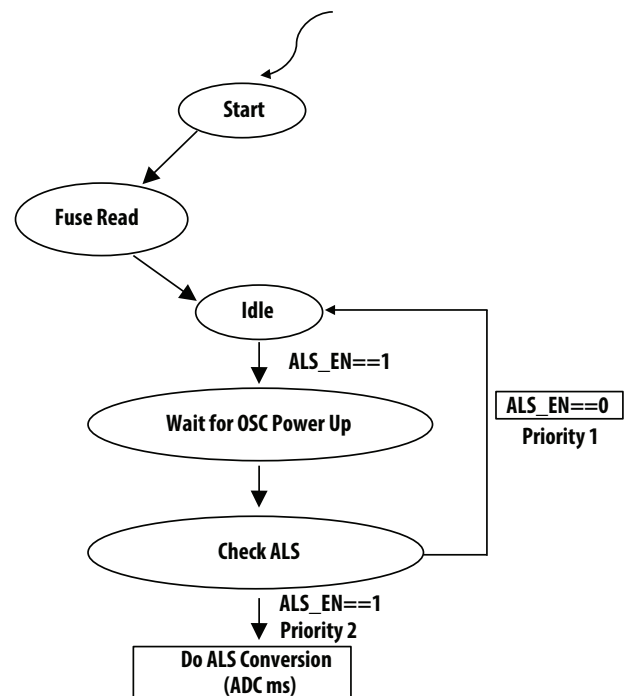 Start
Fuse Read
Idle
ALS_EN==1
Wait for OSC Power Up
ALS_EN==0
Priority 1
Check ALS
ALS_EN==1
Priority 2
Do ALS Conversion
(ADC ms)